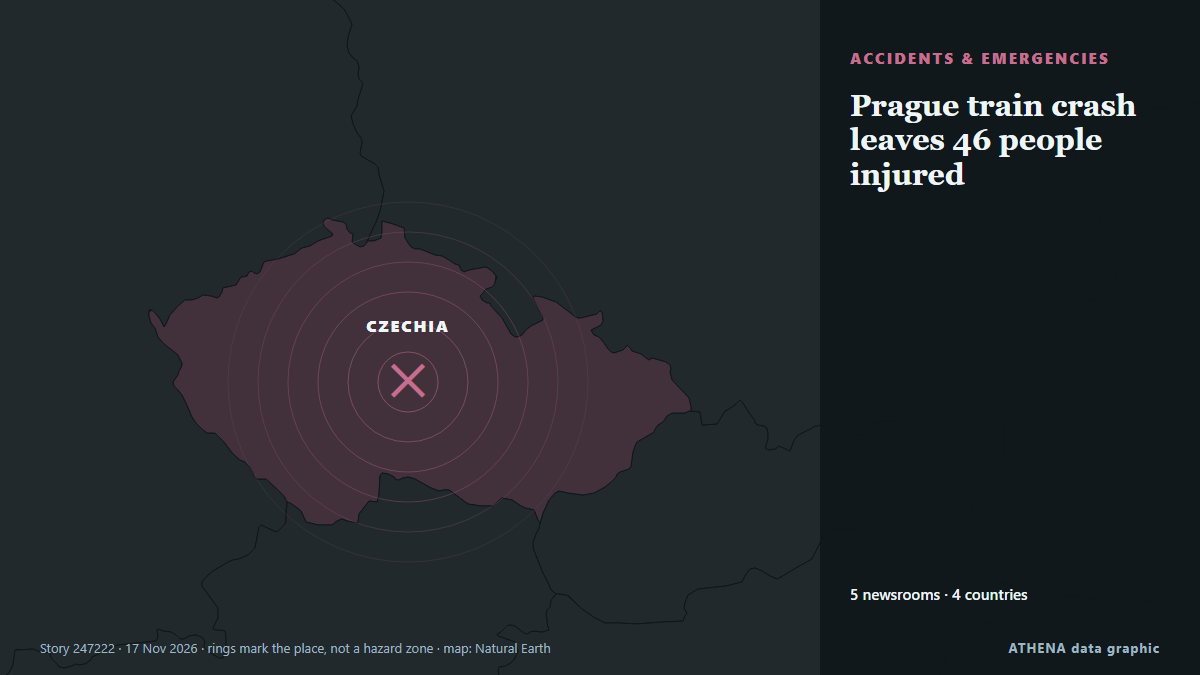 ACCIDENTS & EMERGENCIES
Prague train crash
leaves 46 people
injured
CZECHIA
5 newsrooms · 4 countries
Story 247222 · 17 Nov 2026 · rings mark the place, not a hazard zone · map: Natural Earth
ATHENA data graphic